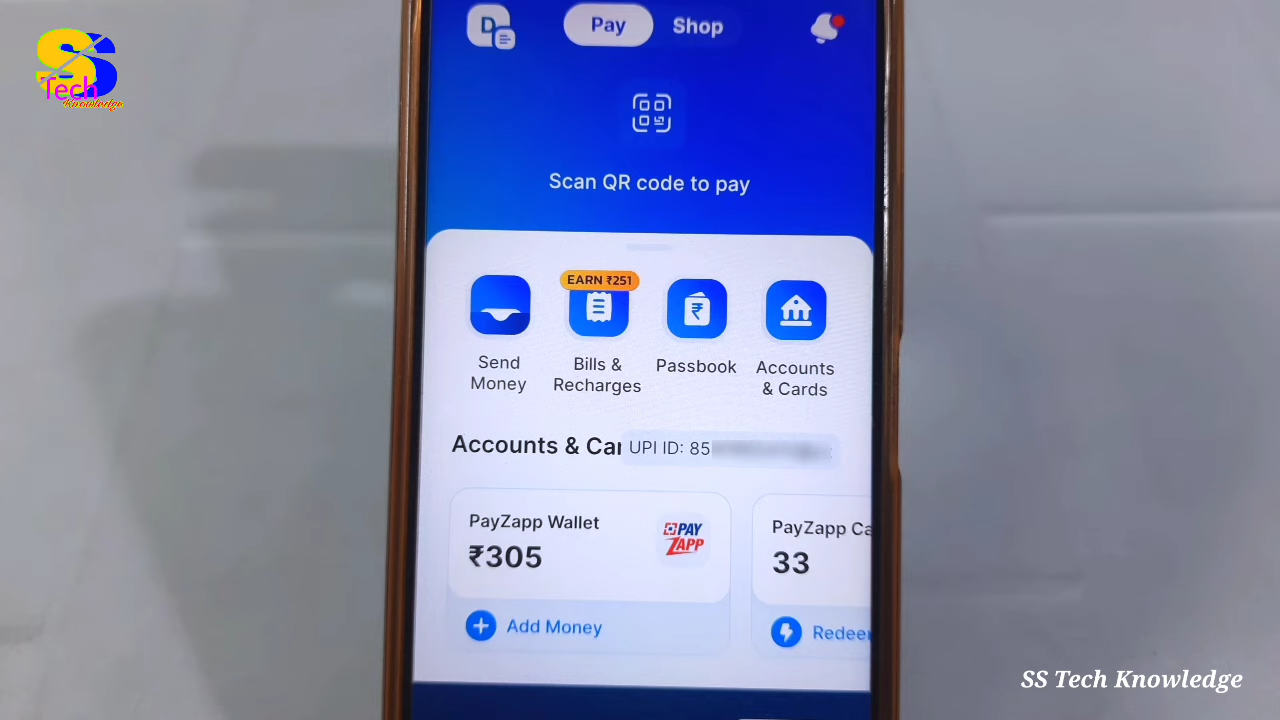 SS
Tech
Knowledge
D
Pay
Shop
Scan QR code to pay
EARN ₹251
Send
Money
Bills &
Recharges
Passbook
Accounts
& Cards
Accounts & Car
UPI ID: 85
PayZapp Wallet
₹305
PAY
ZAPP
Add Money
PayZapp Ca
33
Redeer
SS Tech Knowledge